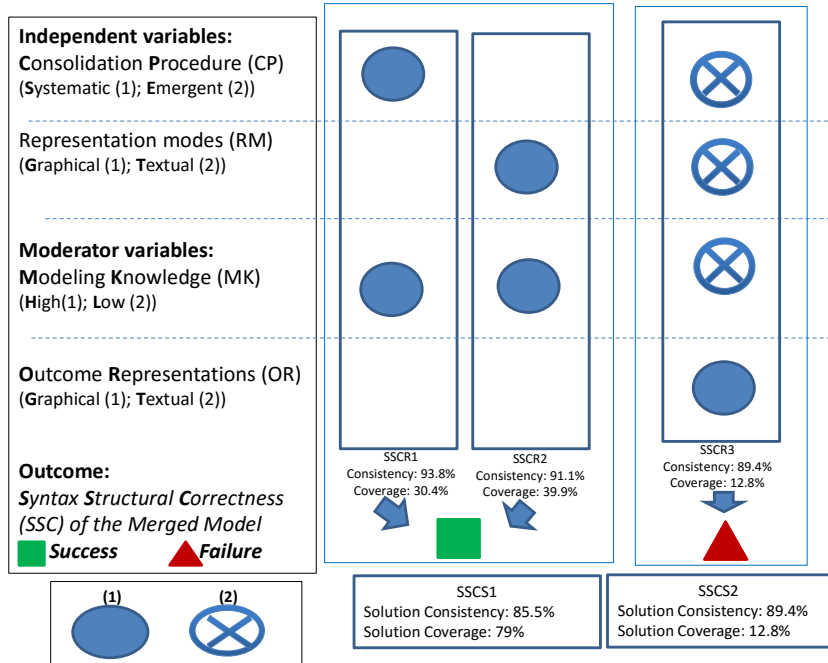 Independent variables:
Consolidation Procedure (CP)
(Systematic (1); Emergent (2))
Representation modes (RM)
(Graphical (1); Textual (2))
Moderator variables:
Modeling Knowledge (MK)
(High(1); Low (2))
Outcome Representations (OR)
(Graphical (1); Textual (2))
Outcome:
Syntax Structural Correctness
(SSC) of the Merged Model
Success
Failure
SSCR1
Consistency: 93.8%
Coverage: 30.4%
SSCR2
Consistency: 91.1%
Coverage: 39.9%
SSCR3
Consistency: 89.4%
Coverage: 12.8%
(1)
(2)
SSCS1
Solution Consistency: 85.5%
Solution Coverage: 79%
SSCS2
Solution Consistency: 89.4%
Solution Coverage: 12.8%